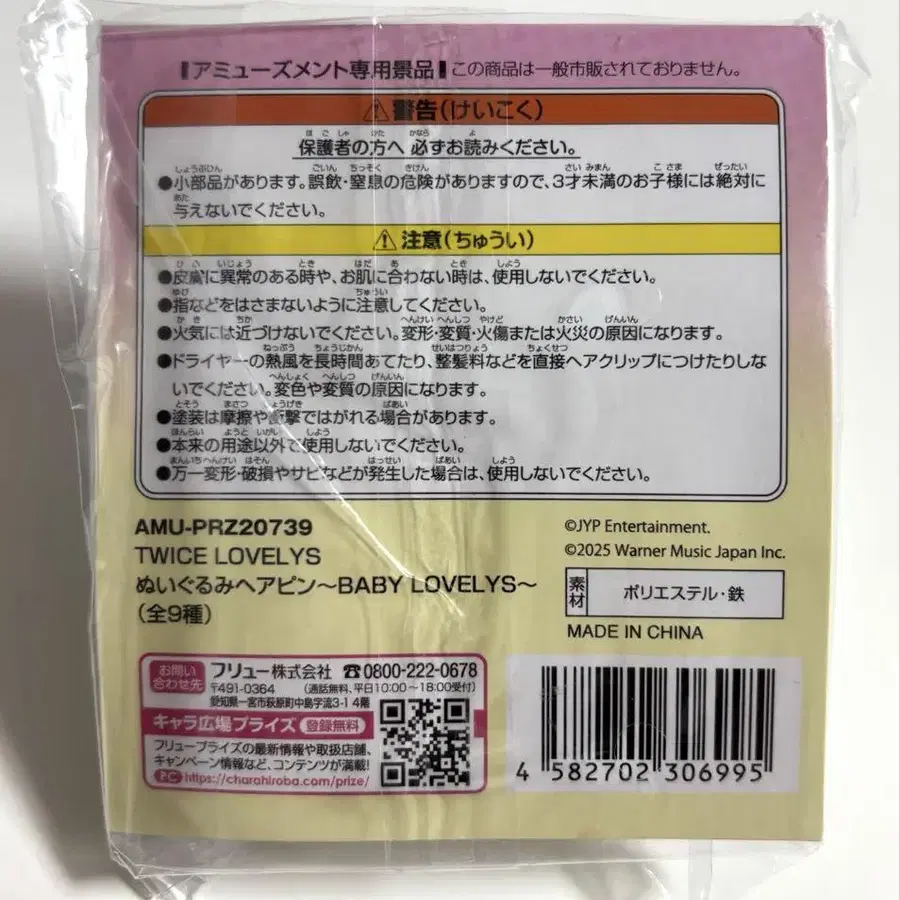 アミューズメント専用景品 この商品は一般市販されておりません。
⚠警告(けいこく)
保護者の方へ 必ずお読みください。
●小部品があります。誤飲・窒息の危険がありますので、3才未満のお子様には絶対に
与えないでください。
⚠注意(ちゅうい)
●皮膚に異常のある時や、お肌に合わない時は、使用しないでください。
●指などをはさまないように注意してください。
●火気には近づけないでください。変形・変質・火傷または火災の原因になります。
●ドライヤーの熱風を長時間あてたり、整髪料などを直接ヘアクリップにつけたりしな
いでください。変色や変質の原因になります。
●塗装は摩擦や衝撃ではがれる場合があります。
●本来の用途以外で使用しないでください。
●万一変形・破損やサビなどが発生した場合は、使用しないでください。
AMU-PRZ20739
TWICE LOVELYS
ぬいぐるみヘアピン〜BABY LOVELYS〜
(全9種)
©JYP Entertainment.
©2025 Warner Music Japan Inc.
素材 ポリエステル・鉄
MADE IN CHINA
お問い合わせ先 フリュー株式会社 ☎0800-222-0678
〒491-0364 (通話無料、平日10:00〜18:00受付)
愛知県一宮市萩原町中島字流3-1 4階
キャラ広場プライズ 登録無料
フリュープライズの最新情報や取扱店舗、
キャンペーン情報など、コンテンツが満載!
PC https://charahiroba.com/prize/
4 582702 306995